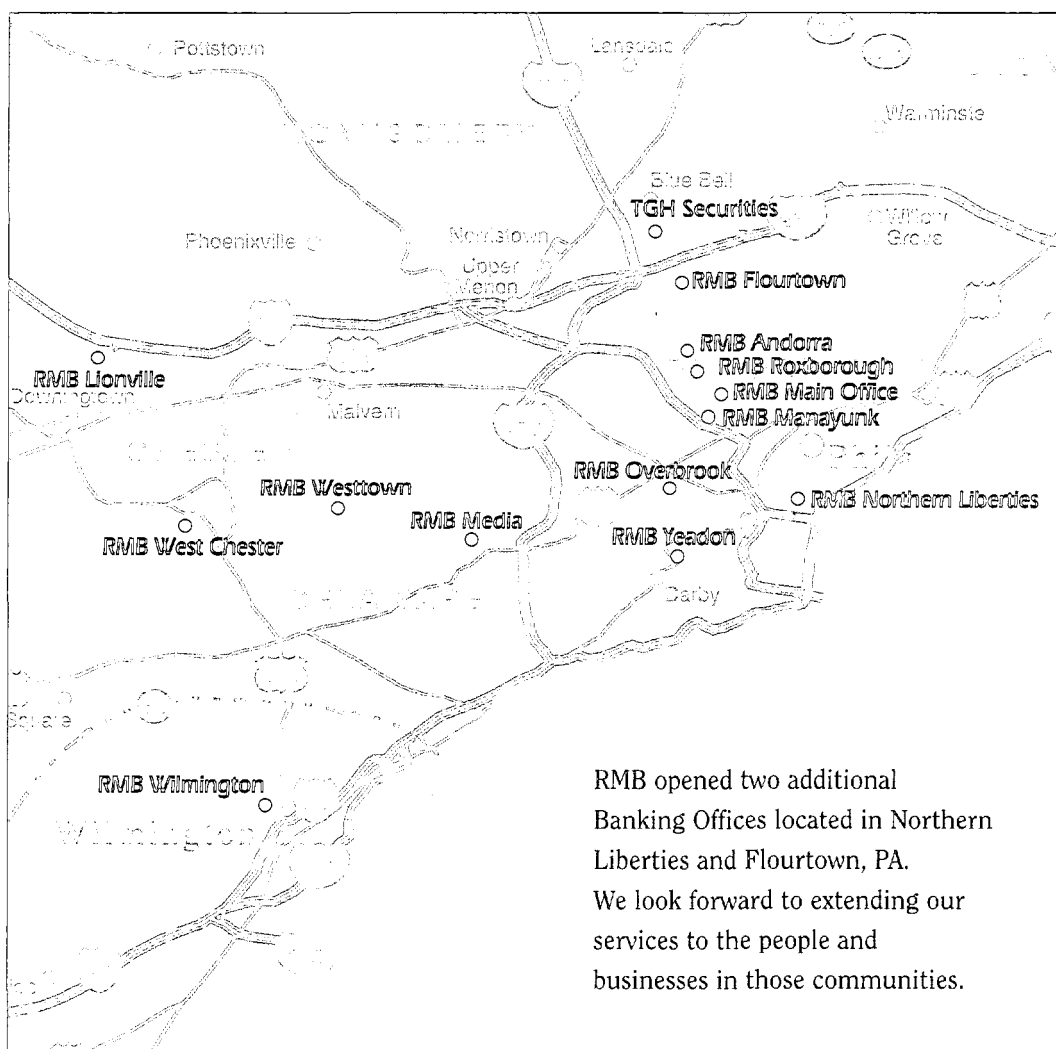 Pottstown
Lansdale
Warminste
Blue Bell
TGH Securities
Willow
Grove
Phoenixville
Norristown
Upper
Merion
RMB Flourtown
RMB Andorra
RMB Roxborough
RMB Lionville
RMB Main Office
Downingtown
Malvern
RMB Manayunk
RMB Overbrook
RMB Westtown
RMB Northern Liberties
RMB Media
RMB West Chester
RMB Yeadon
Darby
Square
RMB Wilmington
Wilmington
RMB opened two additional
Banking Offices located in Northern
Liberties and Flourtown, PA.
We look forward to extending our
services to the people and
businesses in those communities.